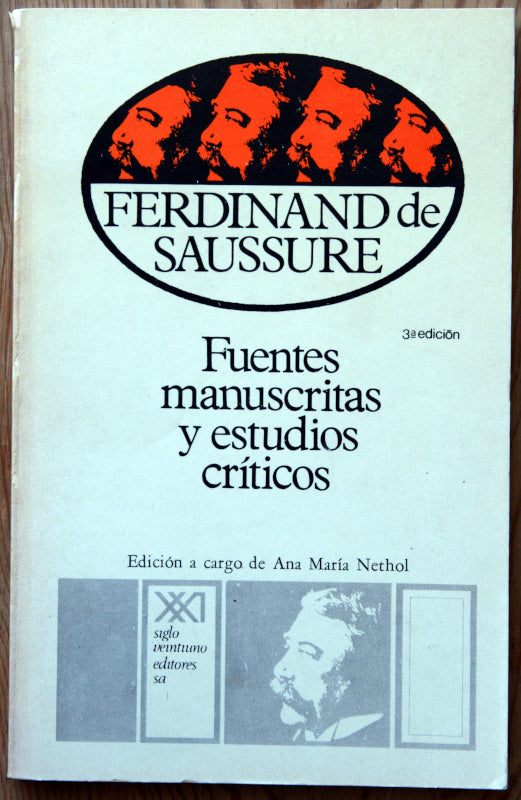 FERDINAND de
SAUSSURE
3ª edición
Fuentes
manuscritas
y estudios
críticos
Edición a cargo de Ana María Nethol
XXI
siglo
veintiuno
editores
sa